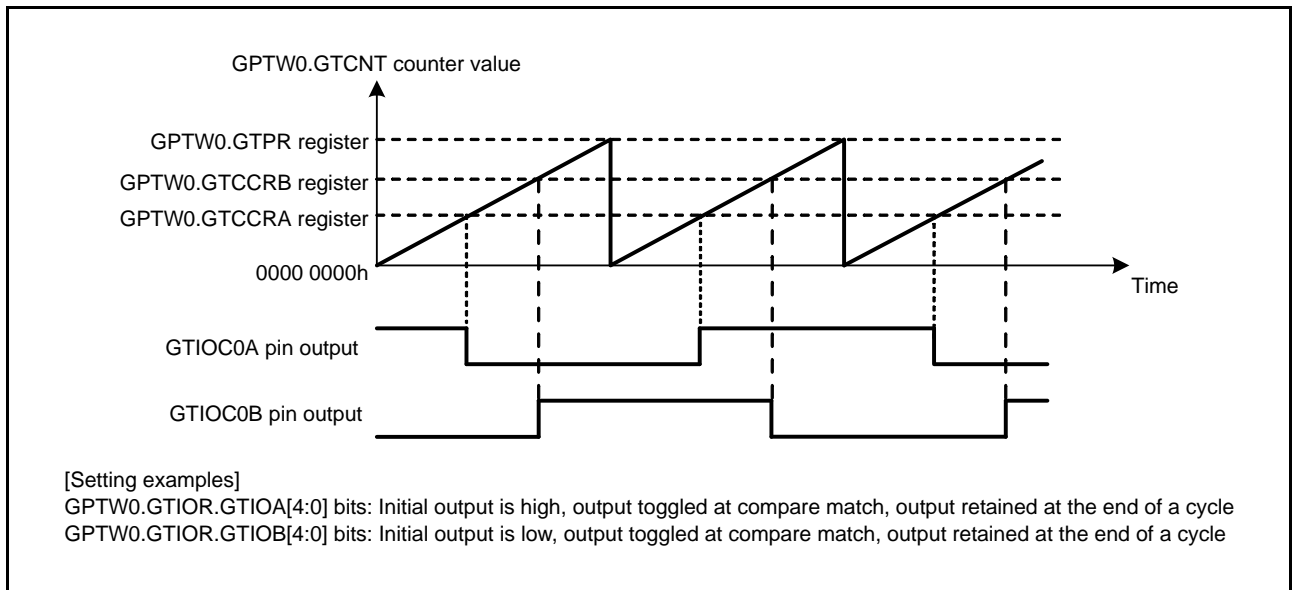 GPTW0.GTCNT counter value
GPTW0.GTPR register
GPTW0.GTCCRB register
GPTW0.GTCCRA register
0000 0000h
Time
GTIOC0A pin output
GTIOC0B pin output
[Setting examples]
GPTW0.GTIOR.GTIOA[4:0] bits: Initial output is high, output toggled at compare match, output retained at the end of a cycle
GPTW0.GTIOR.GTIOB[4:0] bits: Initial output is low, output toggled at compare match, output retained at the end of a cycle